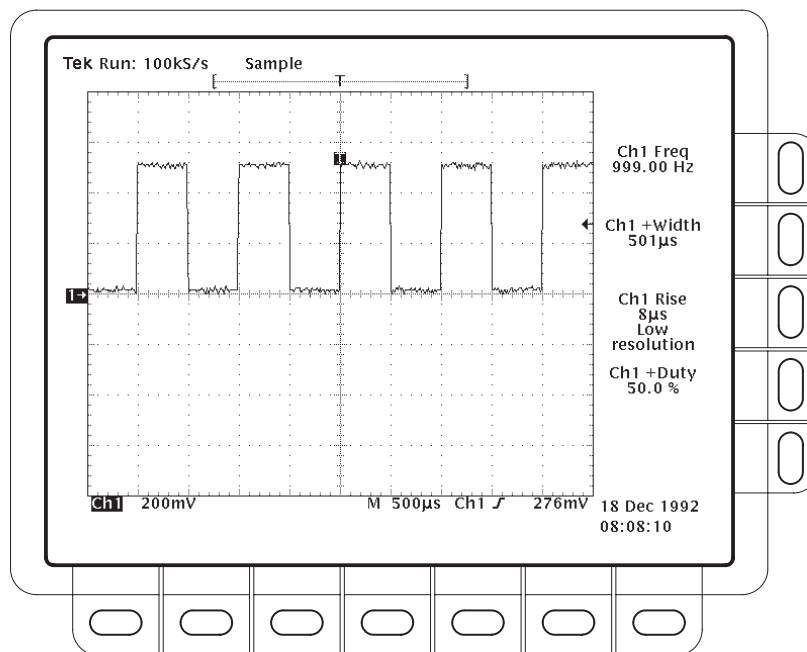 Tek Run: 100kS/s Sample
T
T
Ch1 Freq
999.00 Hz
Ch1 +Width
501µs
1
Ch1 Rise
8µs
Low
resolution
Ch1 +Duty
50.0 %
Ch1 200mV M 500µs Ch1 276mV
18 Dec 1992
08:08:10